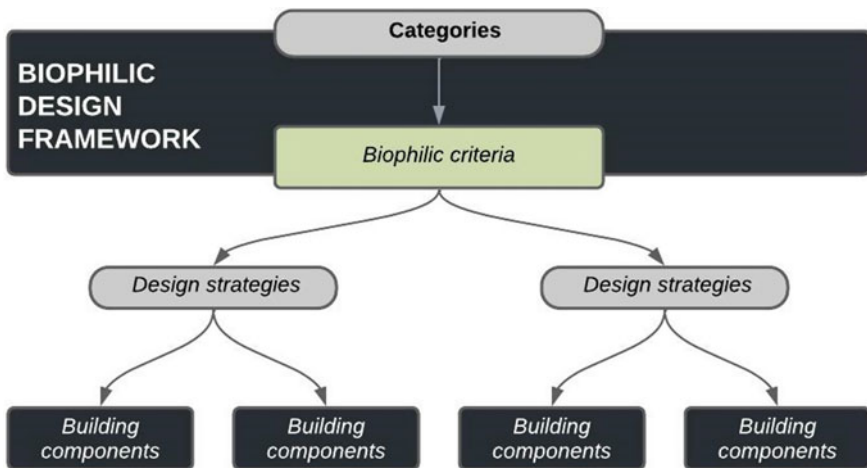 Categories
BIOPHILIC
DESIGN
FRAMEWORK
Biophilic criteria
Design strategies
Design strategies
Building
components
Building
components
Building
components
Building
components